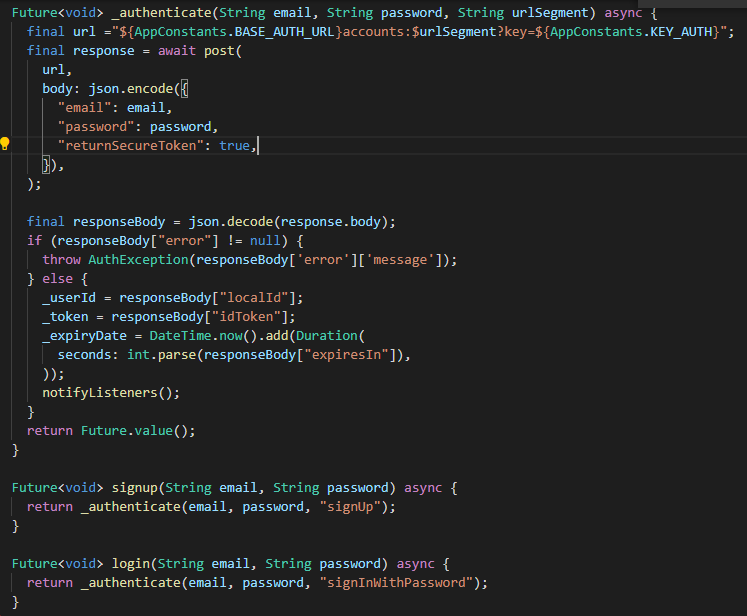 Future<void> _authenticate(String email, String password, String urlSegment) async {
final url ="${AppConstants.BASE_AUTH_URL}accounts:$urlSegment?key=${AppConstants.KEY_AUTH}";
final response = await post(
url,
body: json.encode({
"email": email,
"password": password,
"returnSecureToken": true,
}),
);
final responseBody = json.decode(response.body);
if (responseBody["error"] != null) {
throw AuthException(responseBody['error']['message']);
} else {
_userId = responseBody["localId"];
_token = responseBody["idToken"];
_expiryDate = DateTime.now().add(Duration(
seconds: int.parse(responseBody["expiresIn"]),
));
notifyListeners();
}
return Future.value();
}
Future<void> signup(String email, String password) async {
return _authenticate(email, password, "signUp");
}
Future<void> login(String email, String password) async {
return _authenticate(email, password, "signInWithPassword");
}